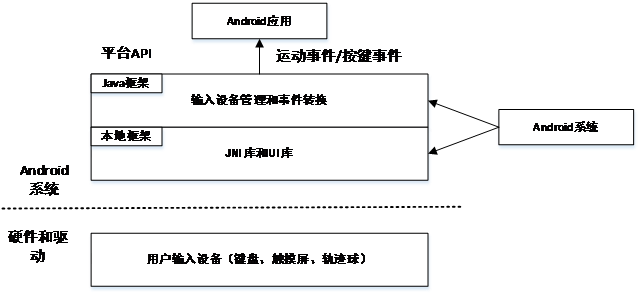 Android应用
平台API
运动事件/按键事件
Java框架
输入设备管理和事件转换
本地框架
JNI库和UI库
Android系统
Android
系统
硬件和驱
动
用户输入设备（键盘，触摸屏，轨迹球）